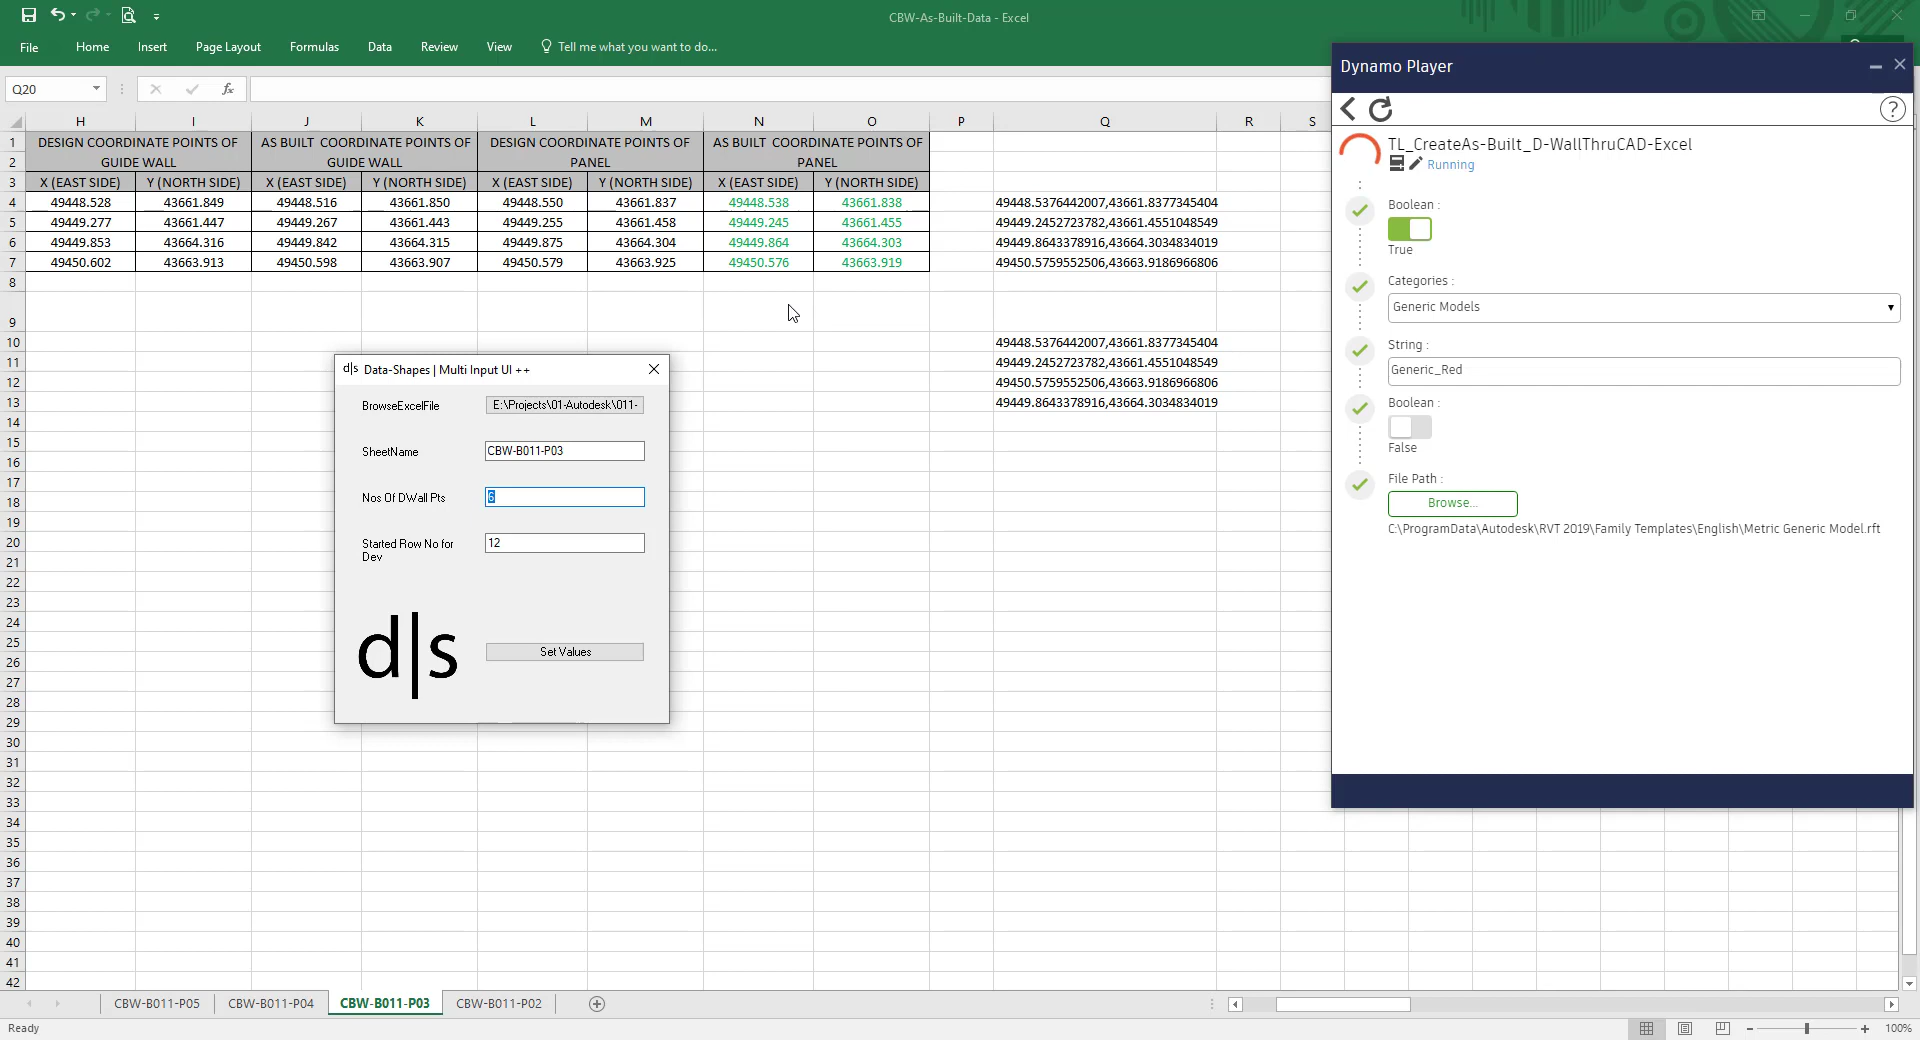 CBW-As-Built-Data - Excel
File Home Insert Page Layout Formulas Data Review View Tell me what you want to do...
Q20 fx
H I J K L M N O P Q R S
1 DESIGN COORDINATE POINTS OF AS BUILT COORDINATE POINTS OF DESIGN COORDINATE POINTS OF AS BUILT COORDINATE POINTS OF
2 GUIDE WALL GUIDE WALL PANEL PANEL
3 X (EAST SIDE) Y (NORTH SIDE) X (EAST SIDE) Y (NORTH SIDE) X (EAST SIDE) Y (NORTH SIDE) X (EAST SIDE) Y (NORTH SIDE)
4 49448.528 43661.849 49448.516 43661.850 49448.550 43661.837 49448.538 43661.838 49448.5376442007,43661.8377345404
5 49449.277 43661.447 49449.267 43661.443 49449.255 43661.458 49449.245 43661.455 49449.2452723782,43661.4551048549
6 49449.853 43664.316 49449.842 43664.315 49449.875 43664.304 49449.864 43664.303 49449.8643378916,43664.3034834019
7 49450.602 43663.913 49450.598 43663.907 49450.579 43663.925 49450.576 43663.919 49450.5759552506,43663.9186966806
8
9
10 49448.5376442007,43661.8377345404
11 49449.2452723782,43661.4551048549
12 49450.5759552506,43663.9186966806
13 49449.8643378916,43664.3034834019
14
15
16
17
18
19
20
21
22
23
24
25
26
27
28
29
30
31
32
33
34
35
36
37
38
39
40
41
42
d|s Data-Shapes | Multi Input UI ++
BrowseExcelFile E:\Projects\01-Autodesk\011-
SheetName CBW-B011-P03
Nos Of DWall Pts 6
Started Row No for 12
Dev
d|s Set Values
Dynamo Player
?
TL_CreateAs-Built_D-WallThruCAD-Excel
Running
Boolean :
True
Categories :
Generic Models
String :
Generic_Red
Boolean :
False
File Path :
Browse...
C:\ProgramData\Autodesk\RVT 2019\Family Templates\English\Metric Generic Model.rft
CBW-B011-P05 CBW-B011-P04 CBW-B011-P03 CBW-B011-P02
Ready 100%